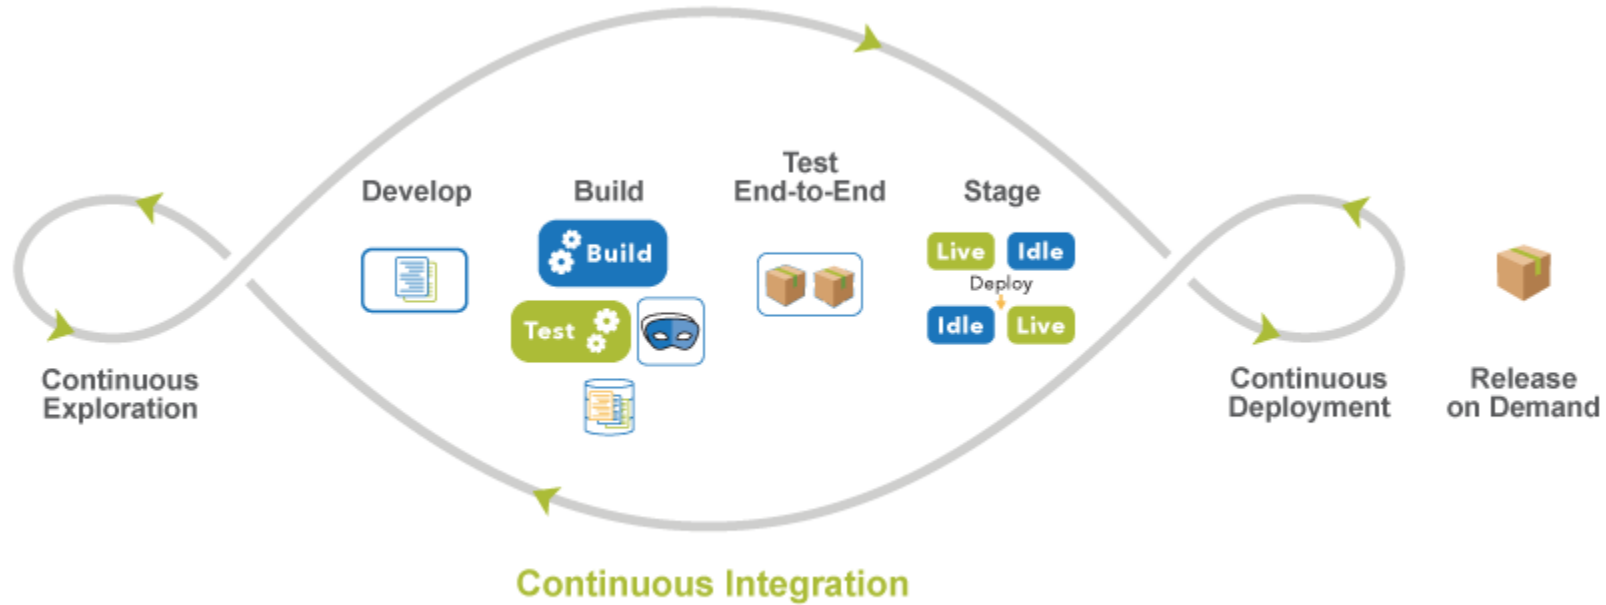 Develop
Build
Test
End-to-End
Stage
Build
Test
Live
Idle
Deploy
Idle
Live
Continuous
Exploration
Continuous
Deployment
Release
on Demand
Continuous Integration